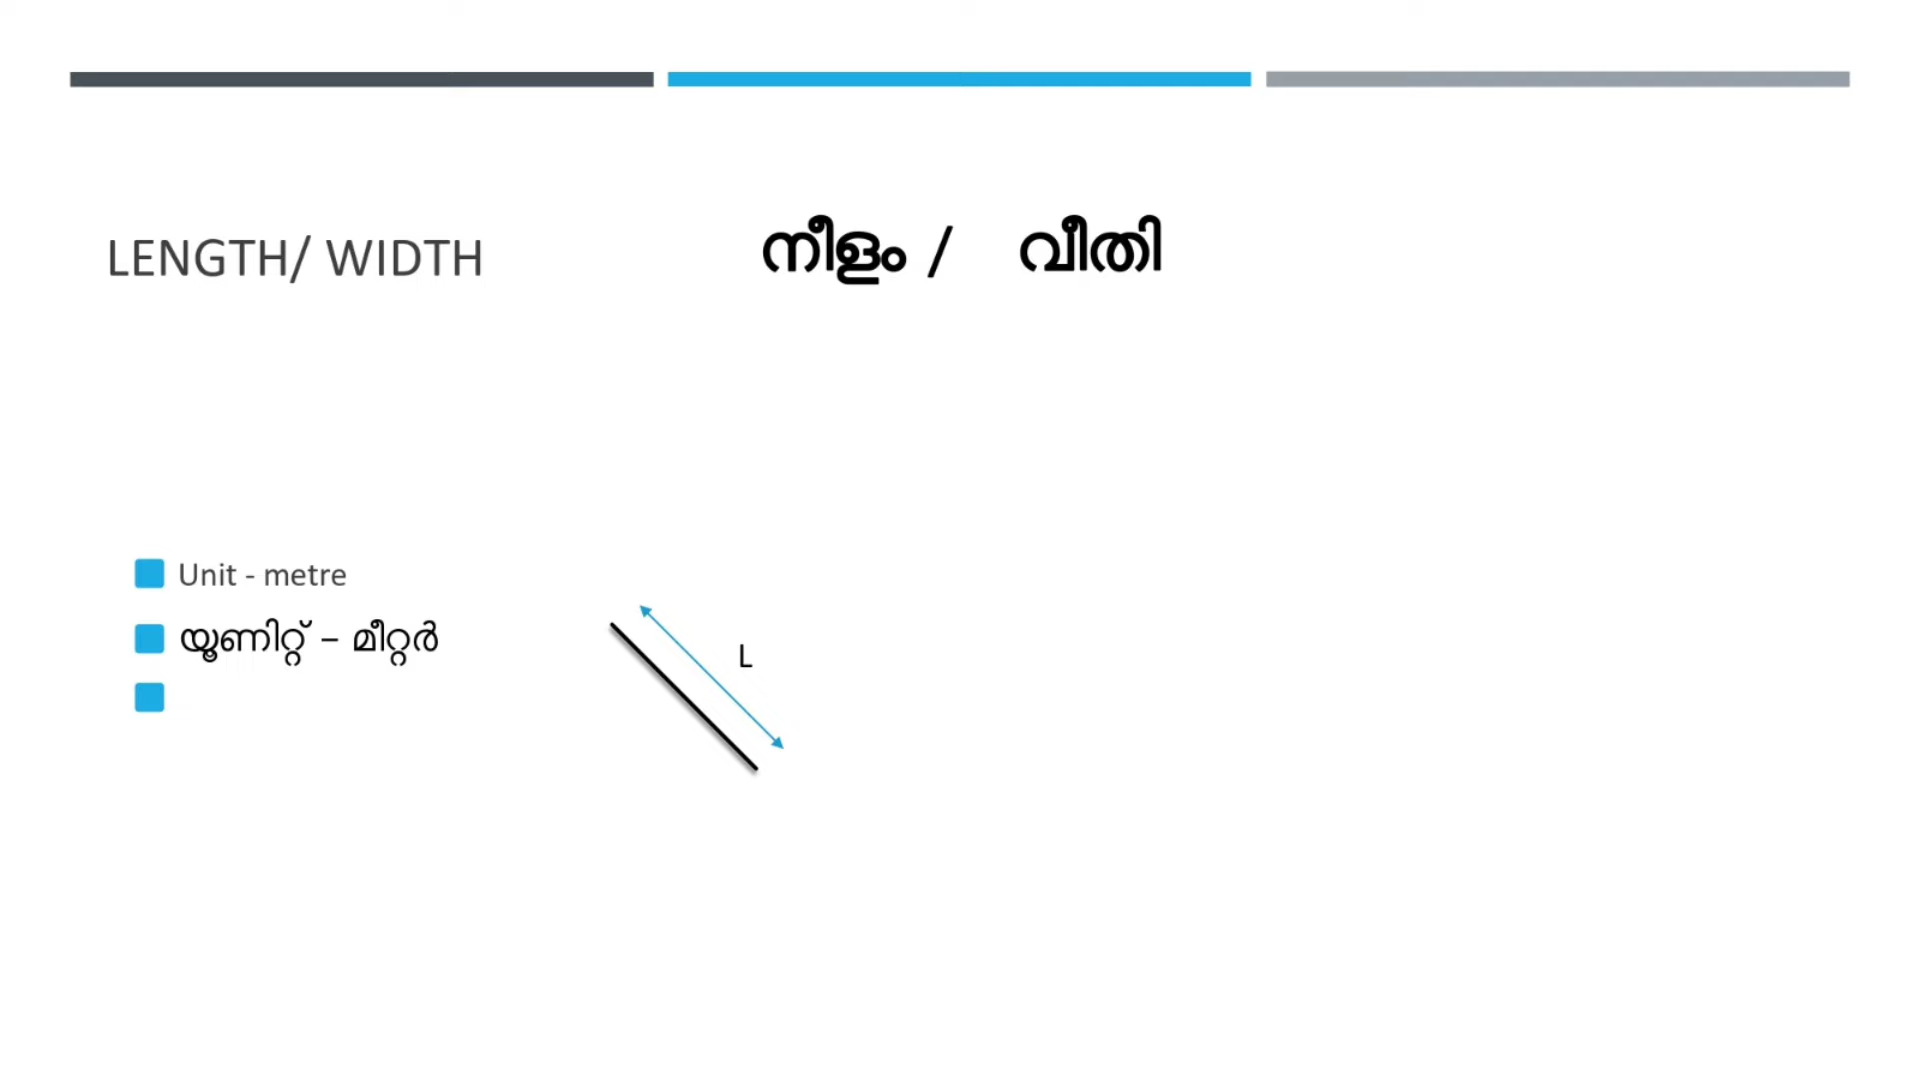 LENGTH/ WIDTH നീളം / വീതി
Unit - metre
യൂണിറ്റ് – മീറ്റർ
L